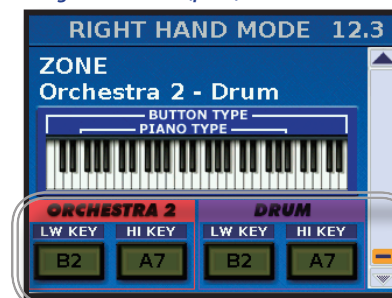 RIGHT HAND MODE 12.3
ZONE
Orchestra 2 - Drum
BUTTON TYPE
PIANO TYPE
ORCHESTRA 2 DRUM
LW KEY HI KEY LW KEY HI KEY
B2 A7 B2 A7